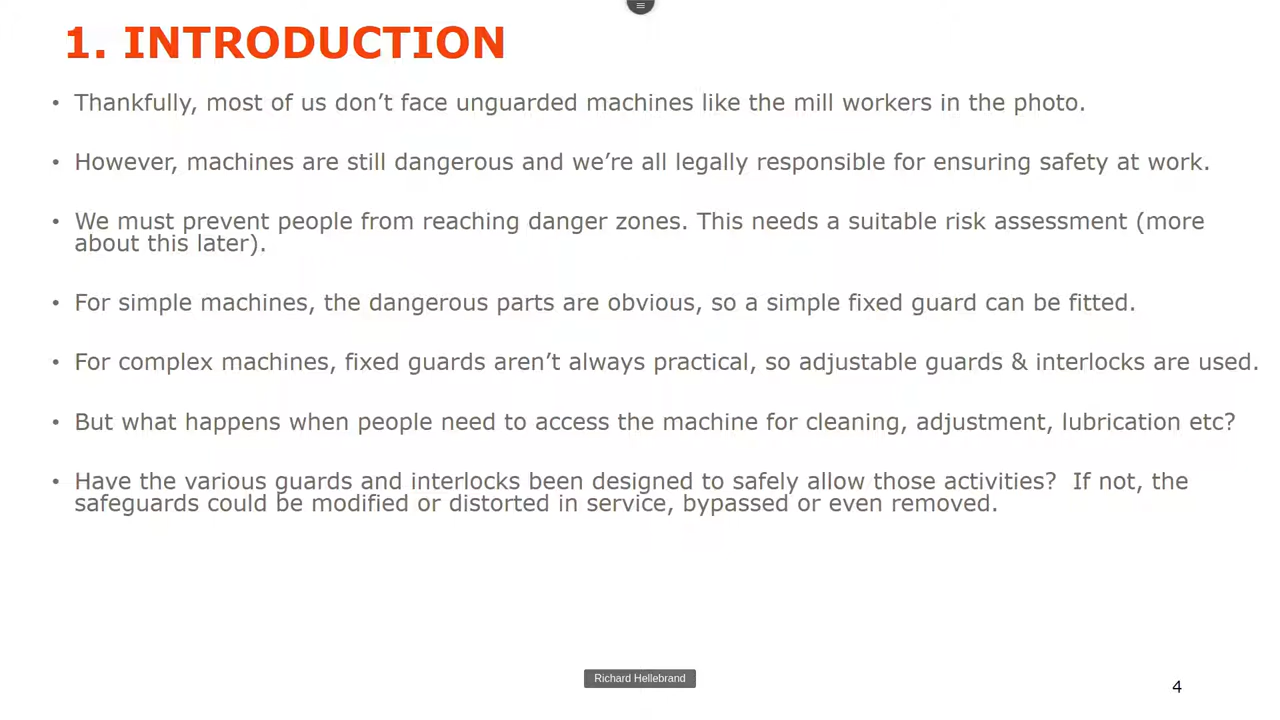 1. INTRODUCTION
• Thankfully, most of us don’t face unguarded machines like the mill workers in the photo.
• However, machines are still dangerous and we’re all legally responsible for ensuring safety at work.
• We must prevent people from reaching danger zones. This needs a suitable risk assessment (more
about this later).
• For simple machines, the dangerous parts are obvious, so a simple fixed guard can be fitted.
• For complex machines, fixed guards aren’t always practical, so adjustable guards & interlocks are used.
• But what happens when people need to access the machine for cleaning, adjustment, lubrication etc?
• Have the various guards and interlocks been designed to safely allow those activities?  If not, the
safeguards could be modified or distorted in service, bypassed or even removed.
Richard Hellebrand
4